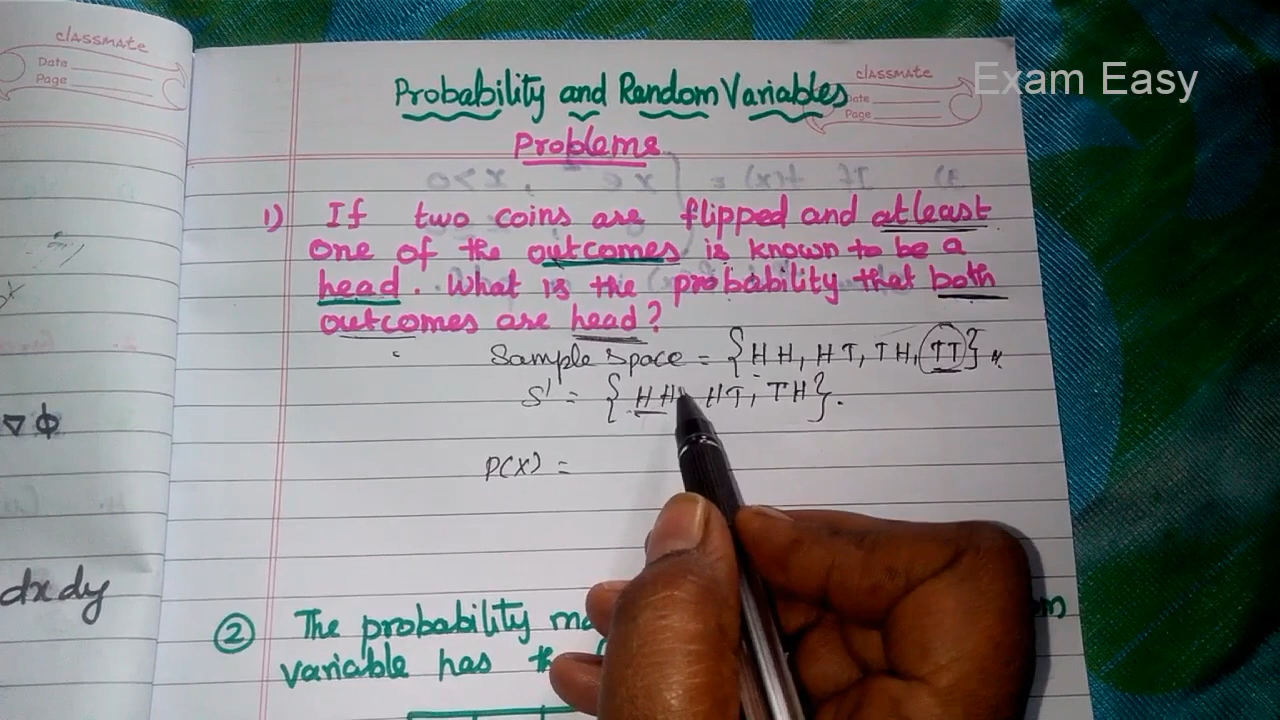 classmate
Date
Page
classmate
Date
Page
Exam Easy
Probability and Random Variables
Problems
1) If two coins are flipped and atleast
one of the outcomes is known to be a
head. What is the probability that both
outcomes are head?
Sample space = {HH, HT, TH, TT}
S' = {HH, HT, TH}.
P(X) =
∇ϕ
dxdy
② The probability
variable has